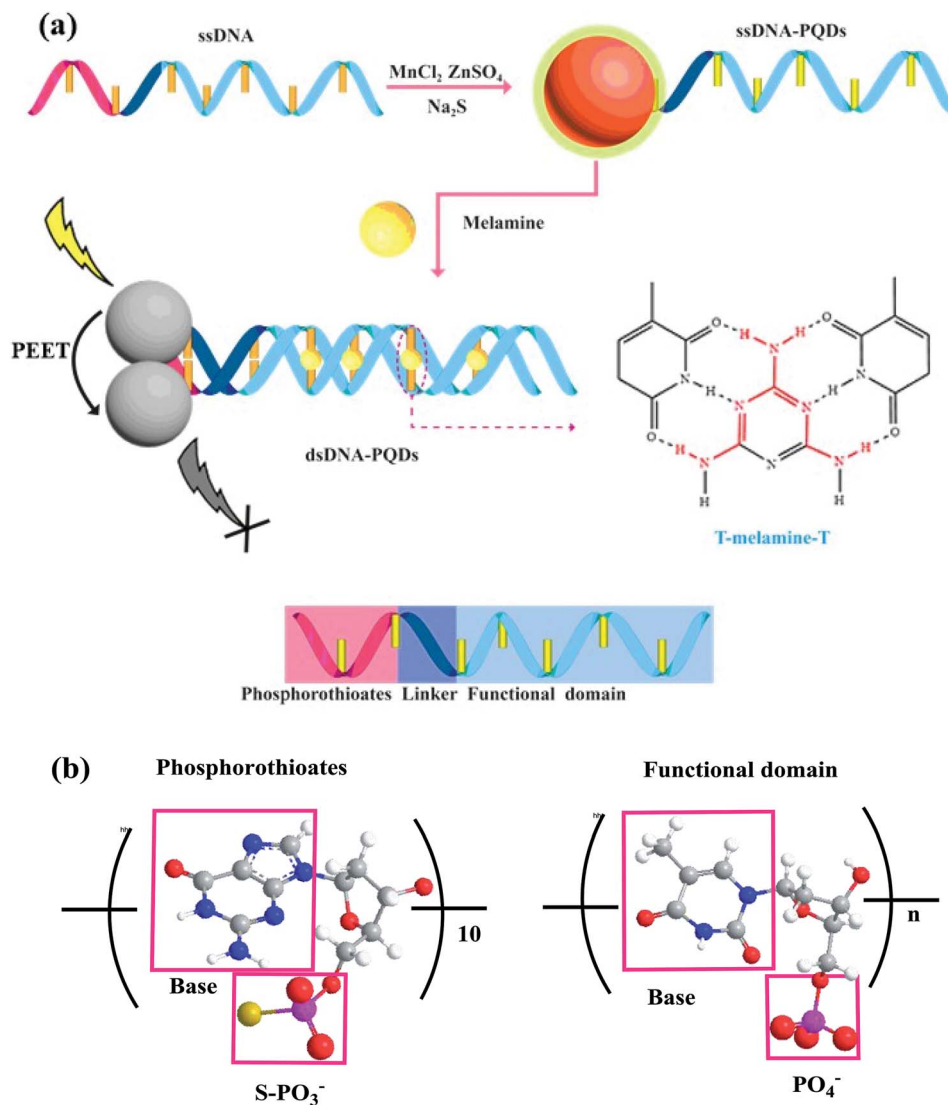 (a)
ssDNA
ssDNA-PQDs
MnCl₂ ZnSO₄
Na₂S
Melamine
PEET
dsDNA-PQDs
O H H O
N
N H N N H N
O H N N N H O
H H
T-melamine-T
Phosphorothioates Linker Functional domain
(b)
Phosphorothioates
Functional domain
10
n
Base
Base
S-PO₃⁻
PO₄⁻